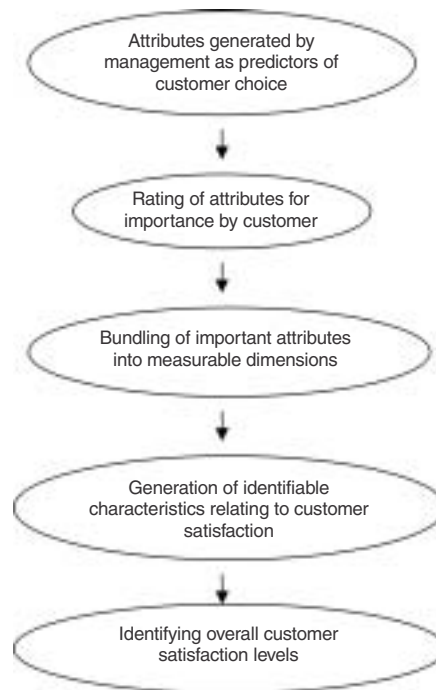 Attributes generated by
management as predictors of
customer choice
Rating of attributes for
importance by customer
Bundling of important attributes
into measurable dimensions
Generation of identifiable
characteristics relating to customer
satisfaction
Identifying overall customer
satisfaction levels